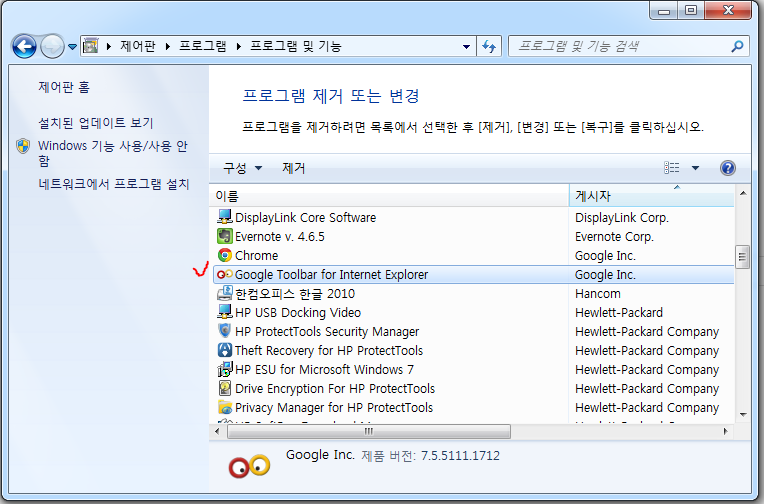 제어판 ▸ 프로그램 ▸ 프로그램 및 기능
프로그램 및 기능 검색
제어판 홈
설치된 업데이트 보기
Windows 기능 사용/사용 안
함
네트워크에서 프로그램 설치
프로그램 제거 또는 변경
프로그램을 제거하려면 목록에서 선택한 후 [제거], [변경] 또는 [복구]를 클릭하십시오.
구성 제거
이름 게시자
DisplayLink Core Software DisplayLink Corp.
Evernote v. 4.6.5 Evernote Corp.
Chrome Google Inc.
Google Toolbar for Internet Explorer Google Inc.
한컴오피스 한글 2010 Hancom
HP USB Docking Video Hewlett-Packard
HP ProtectTools Security Manager Hewlett-Packard Company
Theft Recovery for HP ProtectTools Hewlett-Packard Company
HP ESU for Microsoft Windows 7 Hewlett-Packard Company
Drive Encryption For HP ProtectTools Hewlett-Packard Company
Privacy Manager for HP ProtectTools Hewlett-Packard Company
Google Inc. 제품 버전: 7.5.5111.1712